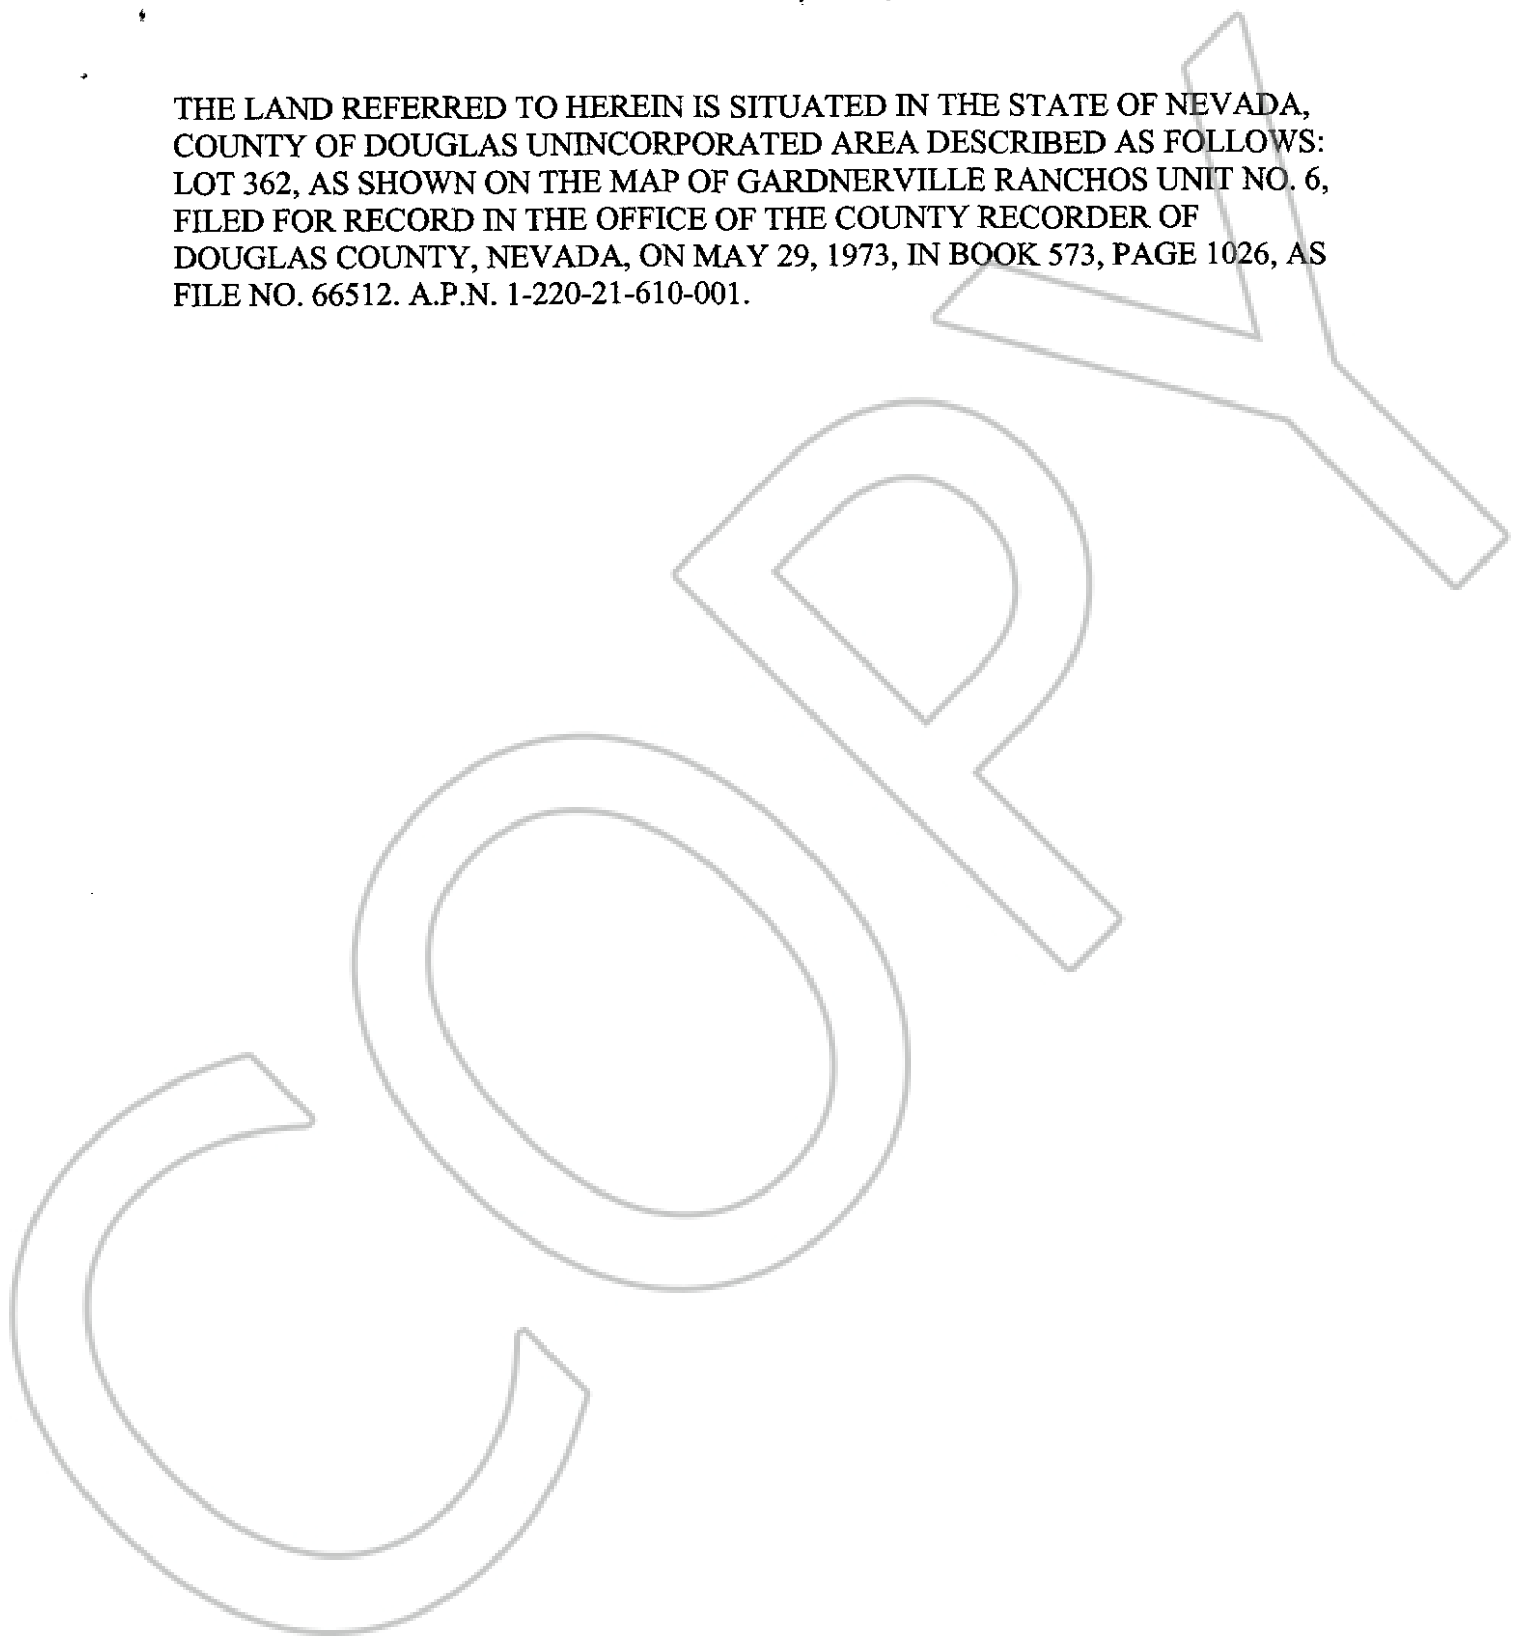 THE LAND REFERRED TO HEREIN IS SITUATED IN THE STATE OF NEVADA,
COUNTY OF DOUGLAS UNINCORPORATED AREA DESCRIBED AS FOLLOWS:
LOT 362, AS SHOWN ON THE MAP OF GARDNERVILLE RANCHOS UNIT NO. 6,
FILED FOR RECORD IN THE OFFICE OF THE COUNTY RECORDER OF
DOUGLAS COUNTY, NEVADA, ON MAY 29, 1973, IN BOOK 573, PAGE 1026, AS
FILE NO. 66512. A.P.N. 1-220-21-610-001.
COPY